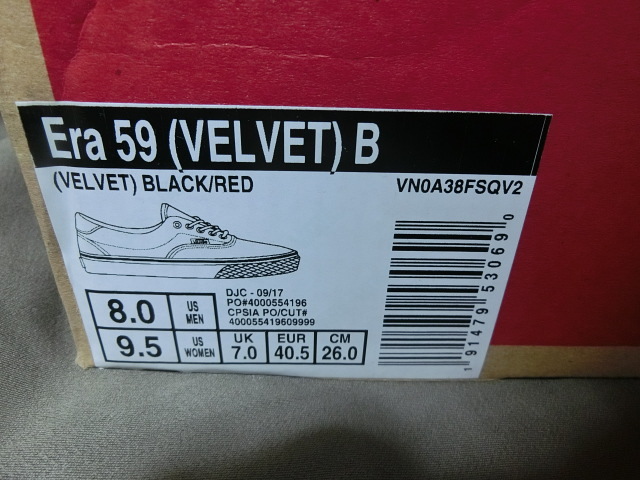 Era 59 (VELVET) B
(VELVET) BLACK/RED
VN0A38FSQV2
DJC - 09/17
PO#4000554196
CPSIA PO/CUT#
400055419609999
8.0 US MEN
9.5 US WOMEN
UK 7.0
EUR 40.5
CM 26.0
1 91479 53069 0